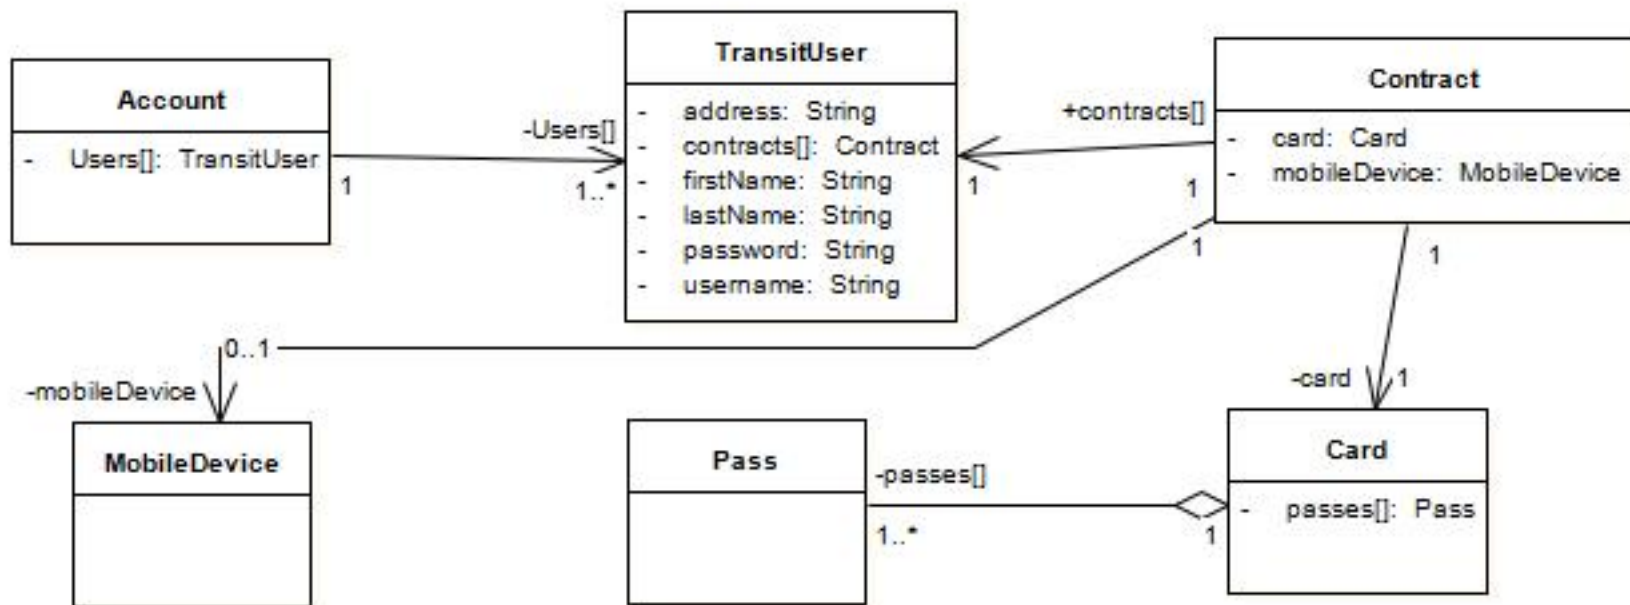 Account
- Users[]: TransitUser
-Users[]
1
1..*
TransitUser
- address: String
- contracts[]: Contract
- firstName: String
- lastName: String
- password: String
- username: String
+contracts[]
1
1
Contract
- card: Card
- mobileDevice: MobileDevice
1
1
0..1
-mobileDevice
MobileDevice
-card
1
Pass
-passes[]
1..*
1
Card
- passes[]: Pass